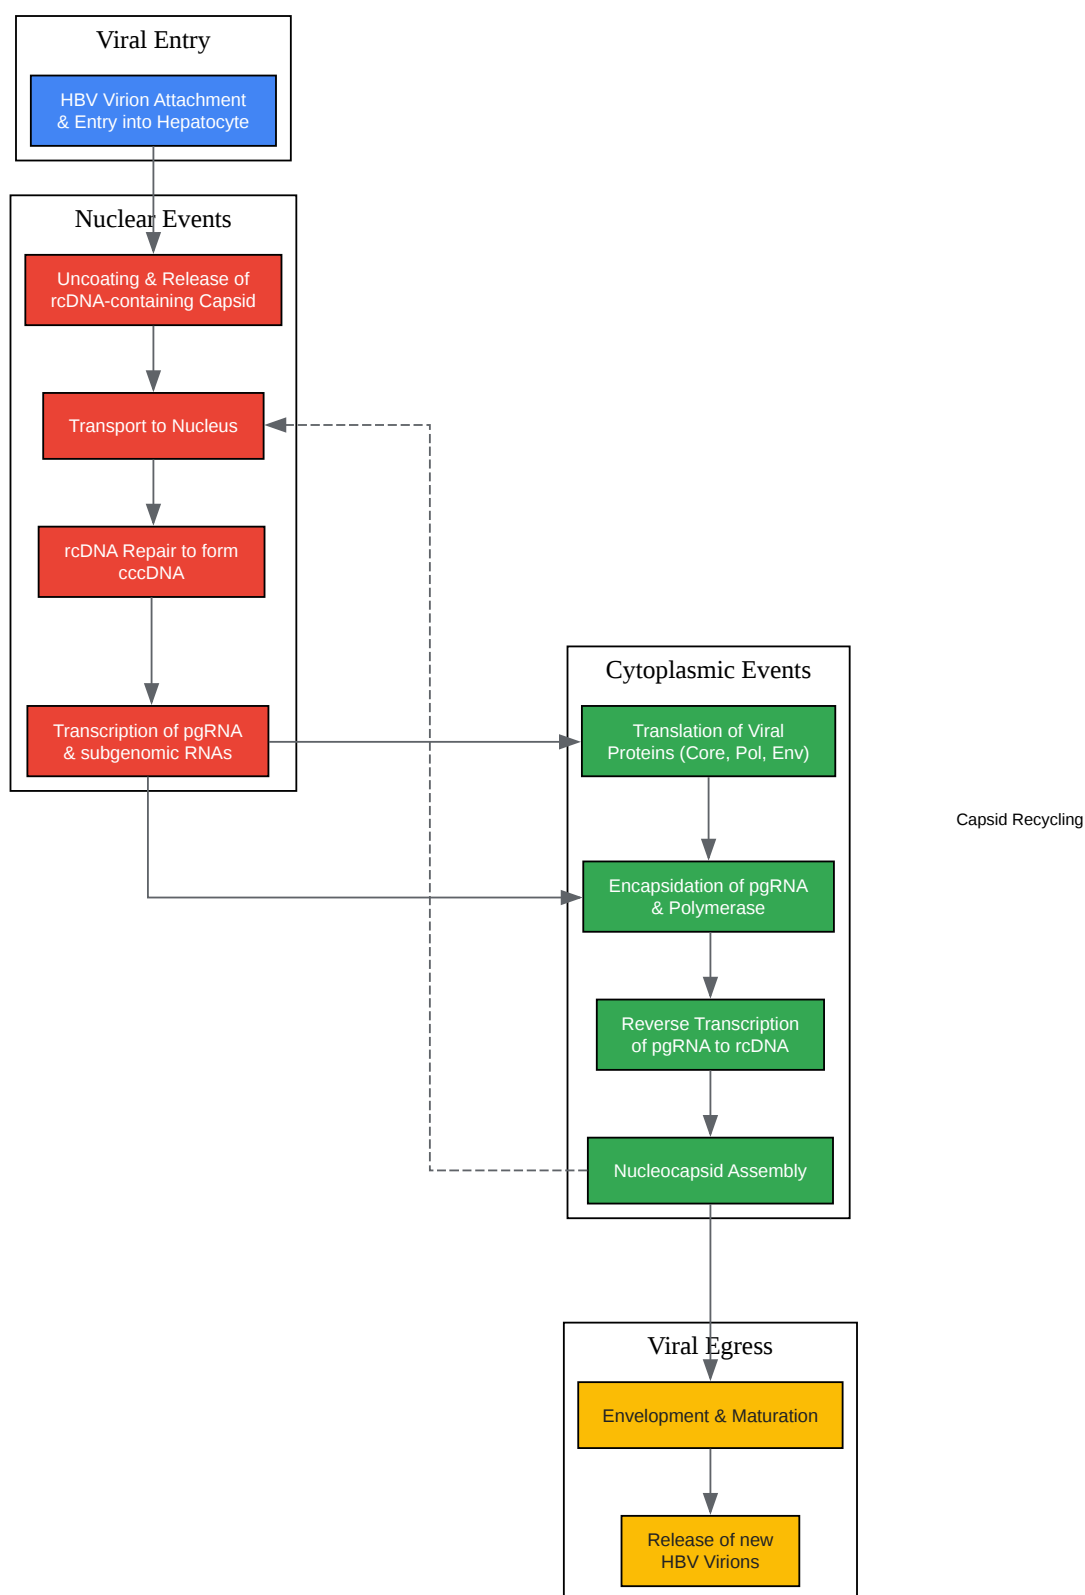 Viral Entry
HBV Virion Attachment
& Entry into Hepatocyte
Nuclear Events
Uncoating & Release of
rcDNA-containing Capsid
Transport to Nucleus
rcDNA Repair to form
cccDNA
Transcription of pgRNA
& subgenomic RNAs
Cytoplasmic Events
Translation of Viral
Proteins (Core, Pol, Env)
Capsid Recycling
Encapsidation of pgRNA
& Polymerase
Reverse Transcription
of pgRNA to rcDNA
Nucleocapsid Assembly
Viral Egress
Envelopment & Maturation
Release of new
HBV Virions